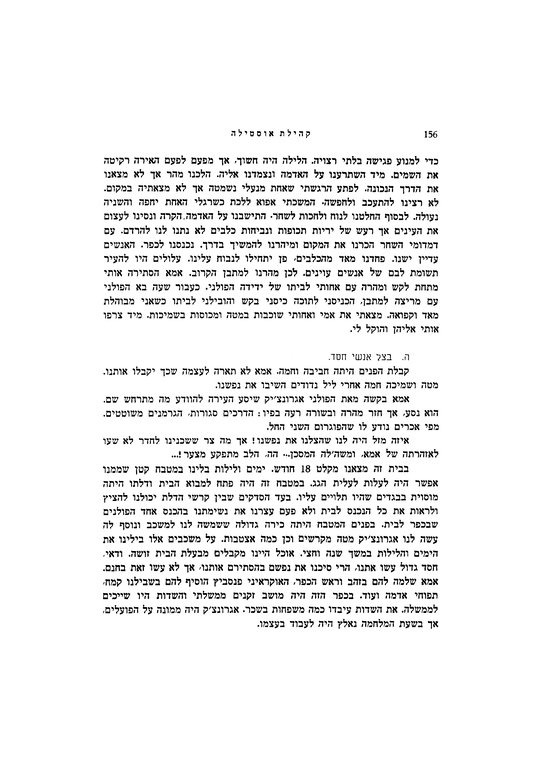 156 קהילת אוסטילה
כדי למנוע פגישה בלתי רצויה. הלילה היה חשוך, אך מפעם לפעם האירה רקיטה
את השמים. מיד השתרענו על האדמה ונצמדנו אליה. הלכנו מהר אך לא מצאנו
את הדרך הנכונה. לפתע הרגשתי שאחת מנעלי נשמטה אך לא מצאתיה במקום.
לא רצינו להתעכב ולחפשה. המשכתי אפוא ללכת כשרגלי האחת יחפה והשניה
נעולה. לבסוף החלטנו לנוח ולחכות לשחר. התישבנו על האדמה הקרה ונסינו לעצום
את העינים אך רעש של יריות תכופות ונביחות כלבים לא נתנו לנו להרדם. עם
דמדומי השחר הכרנו את המקום ומיהרנו להמשיך בדרך. נכנסנו לכפר. האנשים
עדיין ישנו. פחדנו מאד מהכלבים, פן יתחילו לנבוח עלינו. עלולים היו להעיר
תשומת לבם של אנשים עוינים. לכן מהרנו למתבן הקרוב. אמא הסתירה אותי
מתחת לקש ומהרה עם אחותי לביתו של ידידה הפולני. כעבור שעה בא הפולני
עם מריצה למתבן, הכניסני לתוכה כיסני בקש והובילני לביתו כשאני מבוהלת
מאד וקפואה. מצאתי את אמי ואחותי שוכבות במטה ומכוסות בשמיכות. מיד צרפו
אותי אליהן והוקל לי.
ה. בצל אנשי חסד.
קבלת הפנים היתה חביבה וחמה. אמא לא תארה לעצמה שכך יקבלו אותנו.
מטה ושמיכה חמה אחרי ליל נדודים השיבו את נפשנו.
אמא בקשה מאת הפולני אגרונצ׳יק שיסע העירה להוודע מה מתרחש שם.
הוא נסע, אך חזר מהרה ובשורה רעה בפיו: הדרכים סגורות, הגרמנים משוטטים.
מפי אכרים נודע לו שהפוגרום השני החל.
איזה מזל היה לנו שהצלנו את נפשנו! אך מה צר ששכנינו לחדר לא שעו
לאזהרתה של אמא, ומשה׳לה המסכן... הה, הלב מתפקע מצער!...
בבית זה מצאנו מקלט 18 חודש. ימים ולילות בלינו במטבח קטן שממנו
אפשר היה לעלות לעלית הגג. במטבח זה היה פתח למבוא הבית ודלתו היתה
מוסוית בבגדים שהיו תלויים עליו. בעד הסדקים שבין קרשי הדלת יכולנו להציץ
ולראות את כל הנכנס לבית ולא פעם עצרנו את נשימתנו בהכנס אחד הפולנים
שבכפר לבית. בפנים המטבח היתה כירה גדולה ששמשה לנו למשכב ונוסף לה
עשה לנו אגרונצ׳יק מטה מקרשים וכן כמה אצטבות. על משכבים אלו בילינו את
הימים והלילות במשך שנה וחצי. אוכל היינו מקבלים מבעלת הבית זושה. ודאי,
חסד גדול עשו אתנו, הרי סיכנו את נפשם בהסתירם אותנו, אך לא עשו זאת בחנם.
אמא שלמה להם בזהב וראש הכפר, האוקראיני פנסביץ הוסיף להם בשבילנו קמח,
תפוחי אדמה ועוד. בכפר הזה היה מושב זקנים ממשלתי והשדות היו שייכים
לממשלה. את השדות עיבדו כמה משפחות בשכר. אגרונצ׳ק היה ממונה על הפועלים,
אך בשעת המלחמה נאלץ היה לעבוד בעצמו.